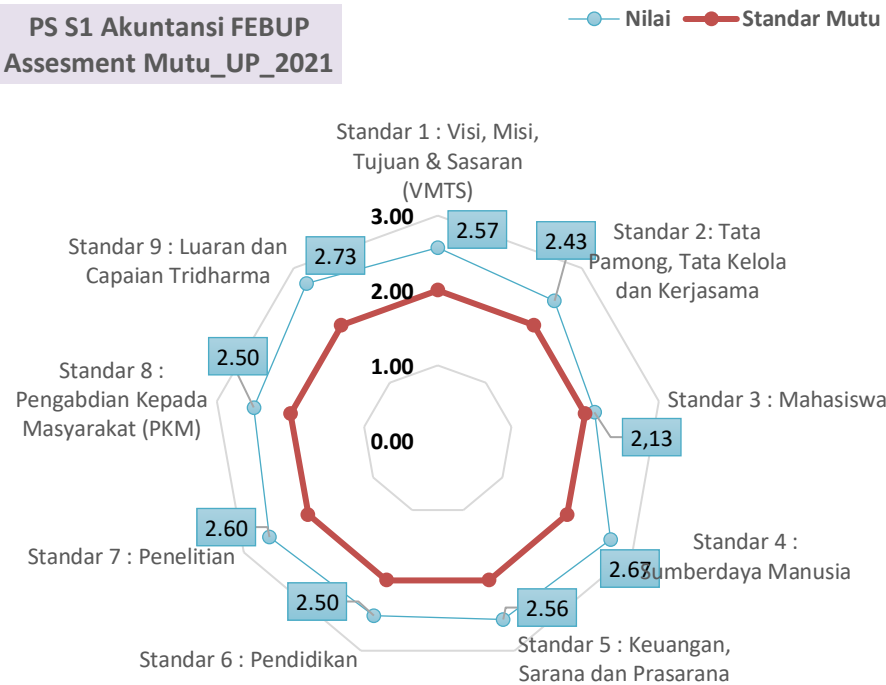 PS S1 Akuntansi FEBUP
Assesment Mutu_UP_2021
Nilai
Standar Mutu
Standar 1 : Visi, Misi,
Tujuan & Sasaran
(VMTS)
3.00
2.57
2.43
Standar 2: Tata
Pamong, Tata Kelola
dan Kerjasama
Standar 9 : Luaran dan
Capaian Tridharma
2.73
2.00
2.50
Standar 8 :
Pengabdian Kepada
Masyarakat (PKM)
1.00
Standar 3 : Mahasiswa
2,13
0.00
2.60
Standar 7 : Penelitian
Standar 4 :
Sumberdaya Manusia
2.67
2.50
2.56
Standar 6 : Pendidikan
Standar 5 : Keuangan,
Sarana dan Prasarana